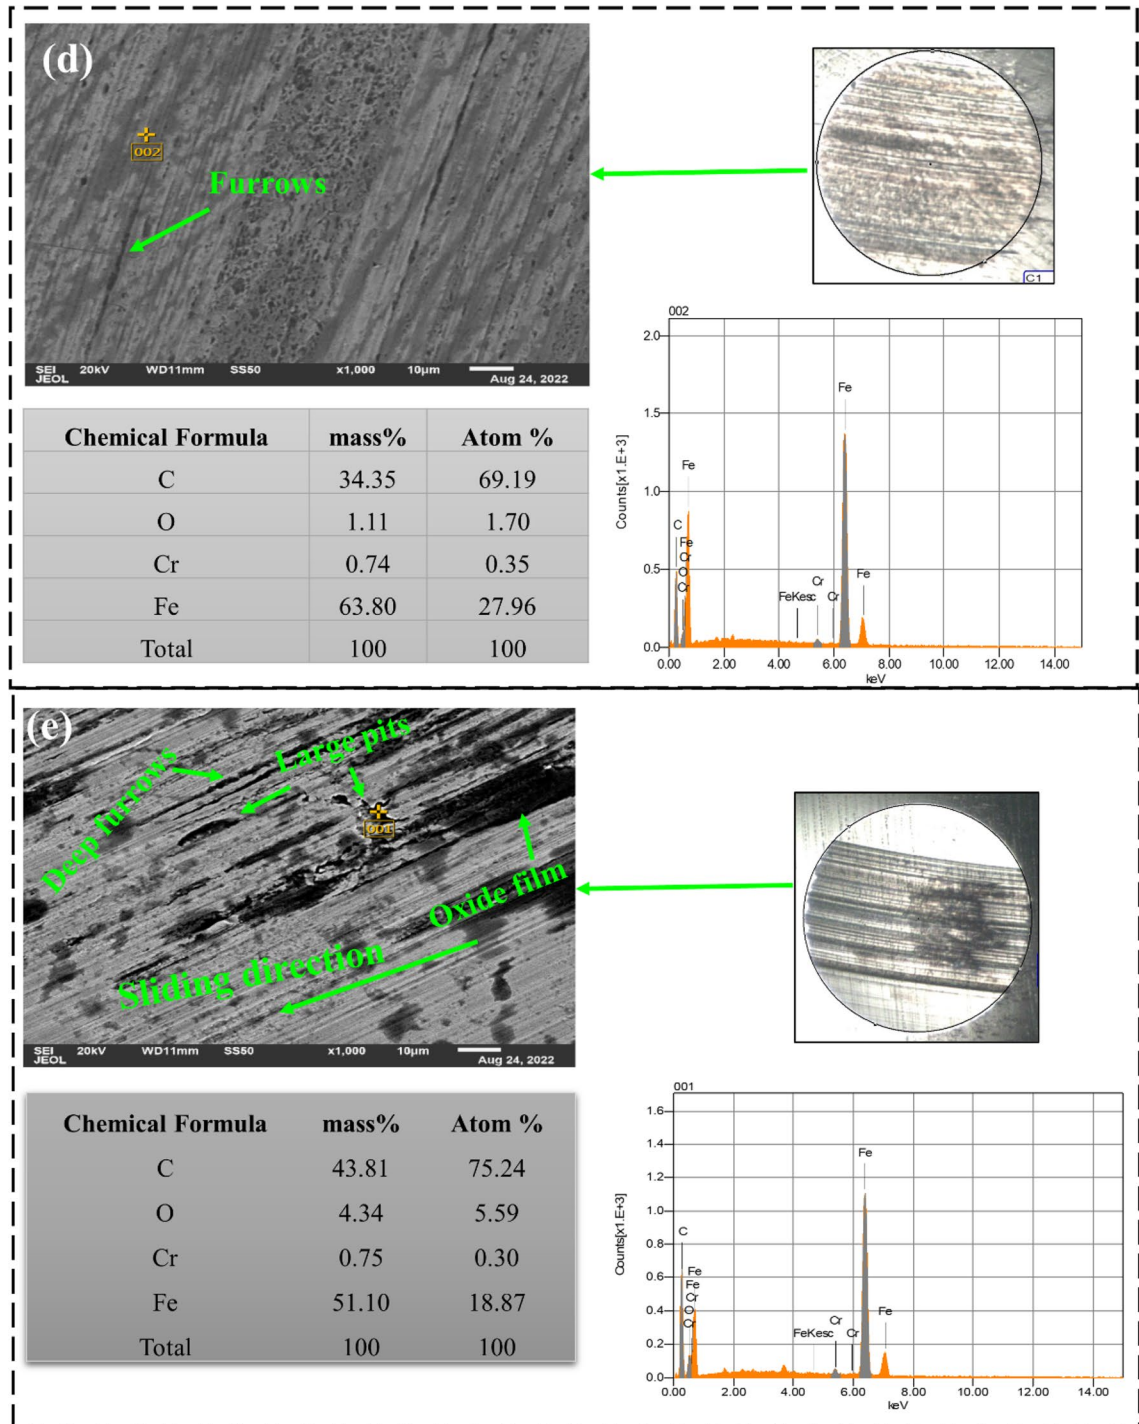 (d)
002
Furrows
SEI 20kV WD11mm SS50 x1,000 10µm
JEOL Aug 24, 2022
C1
Chemical Formula mass% Atom %
C 34.35 69.19
O 1.11 1.70
Cr 0.74 0.35
Fe 63.80 27.96
Total 100 100
002
Counts[x1.E+3]
2.0
1.5
1.0
0.5
0.0
Fe
Fe
C
Fe
Cr
O
Cr
FeKesc
Cr
Cr
Fe
0.00 2.00 4.00 6.00 8.00 10.00 12.00 14.00
keV
(e)
Deep furrows
Large pits
001
Oxide film
Sliding direction
SEI 20kV WD11mm SS50 x1,000 10µm
JEOL Aug 24, 2022
Chemical Formula mass% Atom %
C 43.81 75.24
O 4.34 5.59
Cr 0.75 0.30
Fe 51.10 18.87
Total 100 100
001
Counts[x1.E+3]
1.6
1.4
1.2
1.0
0.8
0.6
0.4
0.2
0.0
Fe
C
Fe
Fe
Cr
O
Cr
FeKesc
Cr
Cr
Fe
0.00 2.00 4.00 6.00 8.00 10.00 12.00 14.00
keV